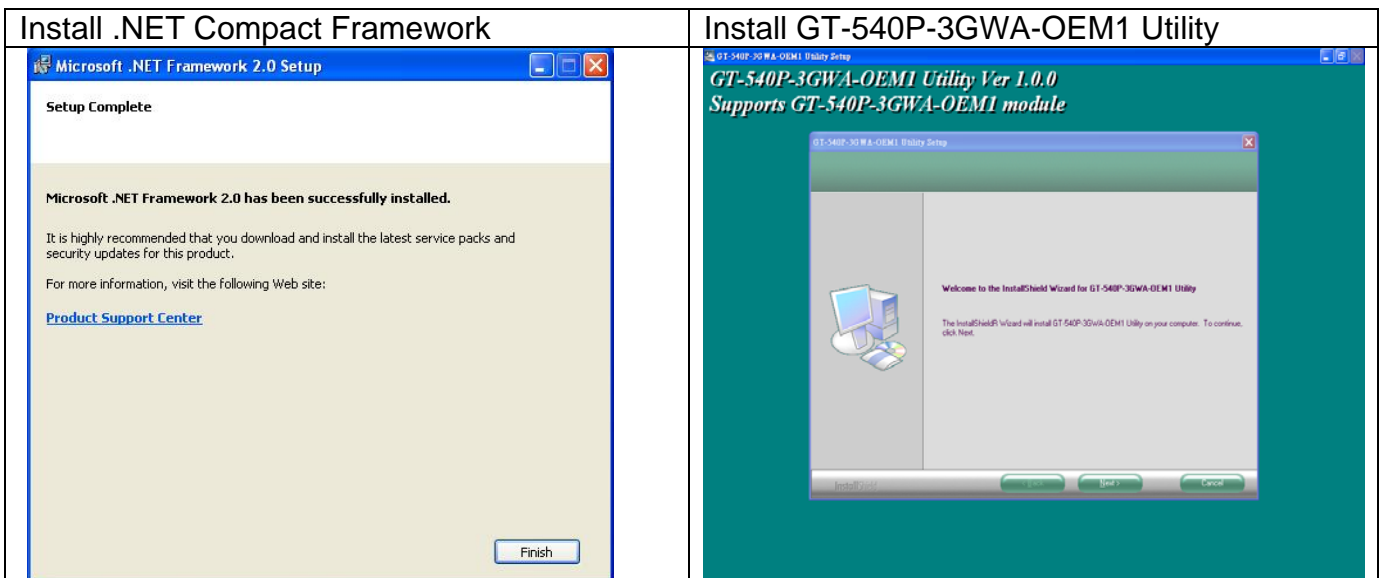 Install .NET Compact Framework
Microsoft .NET Framework 2.0 Setup
Setup Complete
Microsoft .NET Framework 2.0 has been successfully installed.
It is highly recommended that you download and install the latest service packs and
security updates for this product.
For more information, visit the following Web site:
Product Support Center
Finish
Install GT-540P-3GWA-OEM1 Utility
GT-540P-3GWA-OEM1 Utility Setup
GT-540P-3GWA-OEM1 Utility Ver 1.0.0
Supports GT-540P-3GWA-OEM1 module
GT-540P-3GWA-OEM1 Utility Setup
Welcome to the InstallShield Wizard for GT-540P-3GWA-OEM1 Utility
The InstallShieldR Wizard will install GT-540P-3GWA-OEM1 Utility on your computer. To continue,
click Next.
InstallShield
< Back
Next >
Cancel